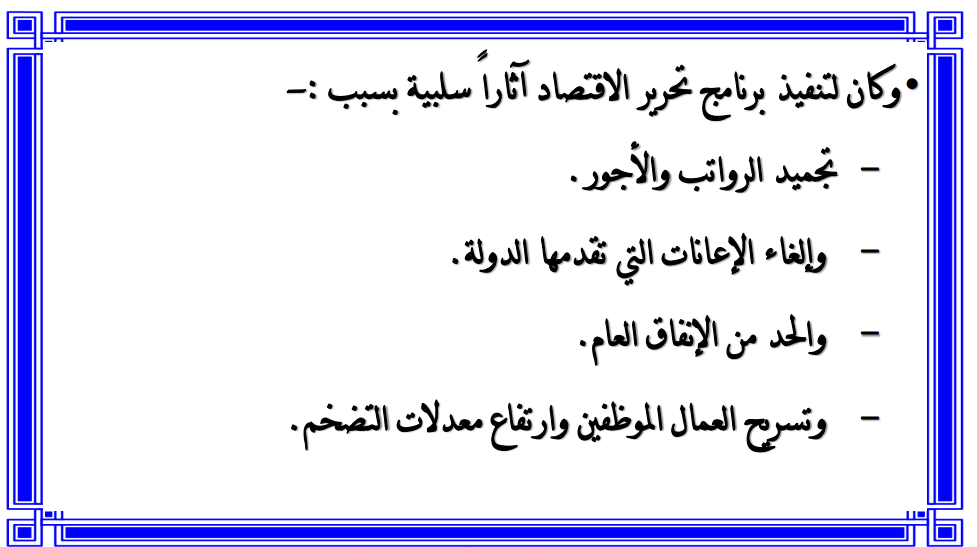 •وكان لتنفيذ برنامج تحرير الاقتصاد آثاراً سلبية بسبب :-
- تجميد الرواتب والأجور .
- وإلغاء الإعانات التي تقدمها الدولة .
- والحد من الإنفاق العام .
- وتسريح العمال الموظفين وارتفاع معدلات التضخم .